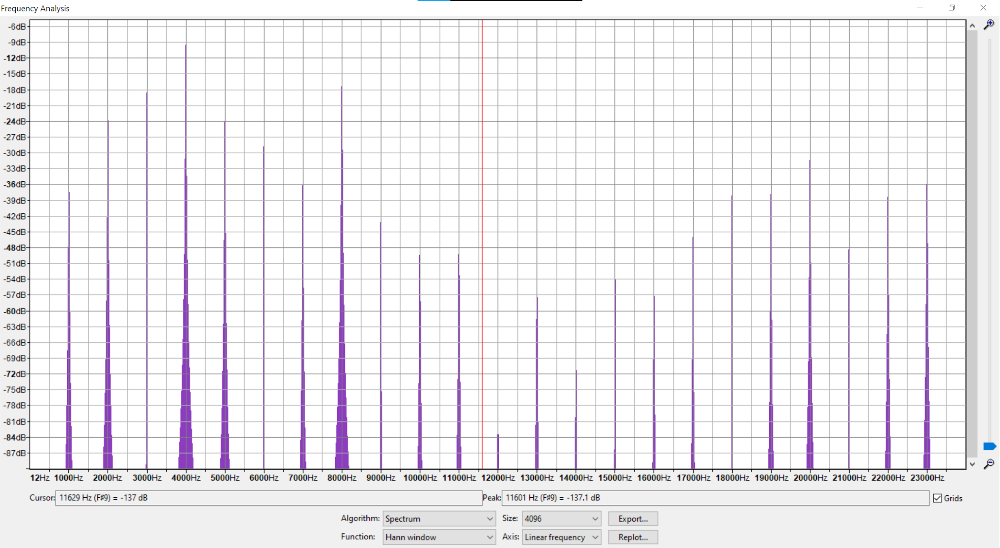 Frequency Analysis
-6dB
-9dB
-12dB
-15dB
-18dB
-21dB
-24dB
-27dB
-30dB
-33dB
-36dB
-39dB
-42dB
-45dB
-48dB
-51dB
-54dB
-57dB
-60dB
-63dB
-66dB
-69dB
-72dB
-75dB
-78dB
-81dB
-84dB
-87dB
12Hz 1000Hz 2000Hz 3000Hz 4000Hz 5000Hz 6000Hz 7000Hz 8000Hz 9000Hz 10000Hz 11000Hz 12000Hz 13000Hz 14000Hz 15000Hz 16000Hz 17000Hz 18000Hz 19000Hz 20000Hz 21000Hz 22000Hz 23000Hz
Cursor: 11629 Hz (F♯9) = -137 dB Peak: 11601 Hz (F♯9) = -137.1 dB Grids
Algorithm: Spectrum Size: 4096 Export...
Function: Hann window Axis: Linear frequency Replot...